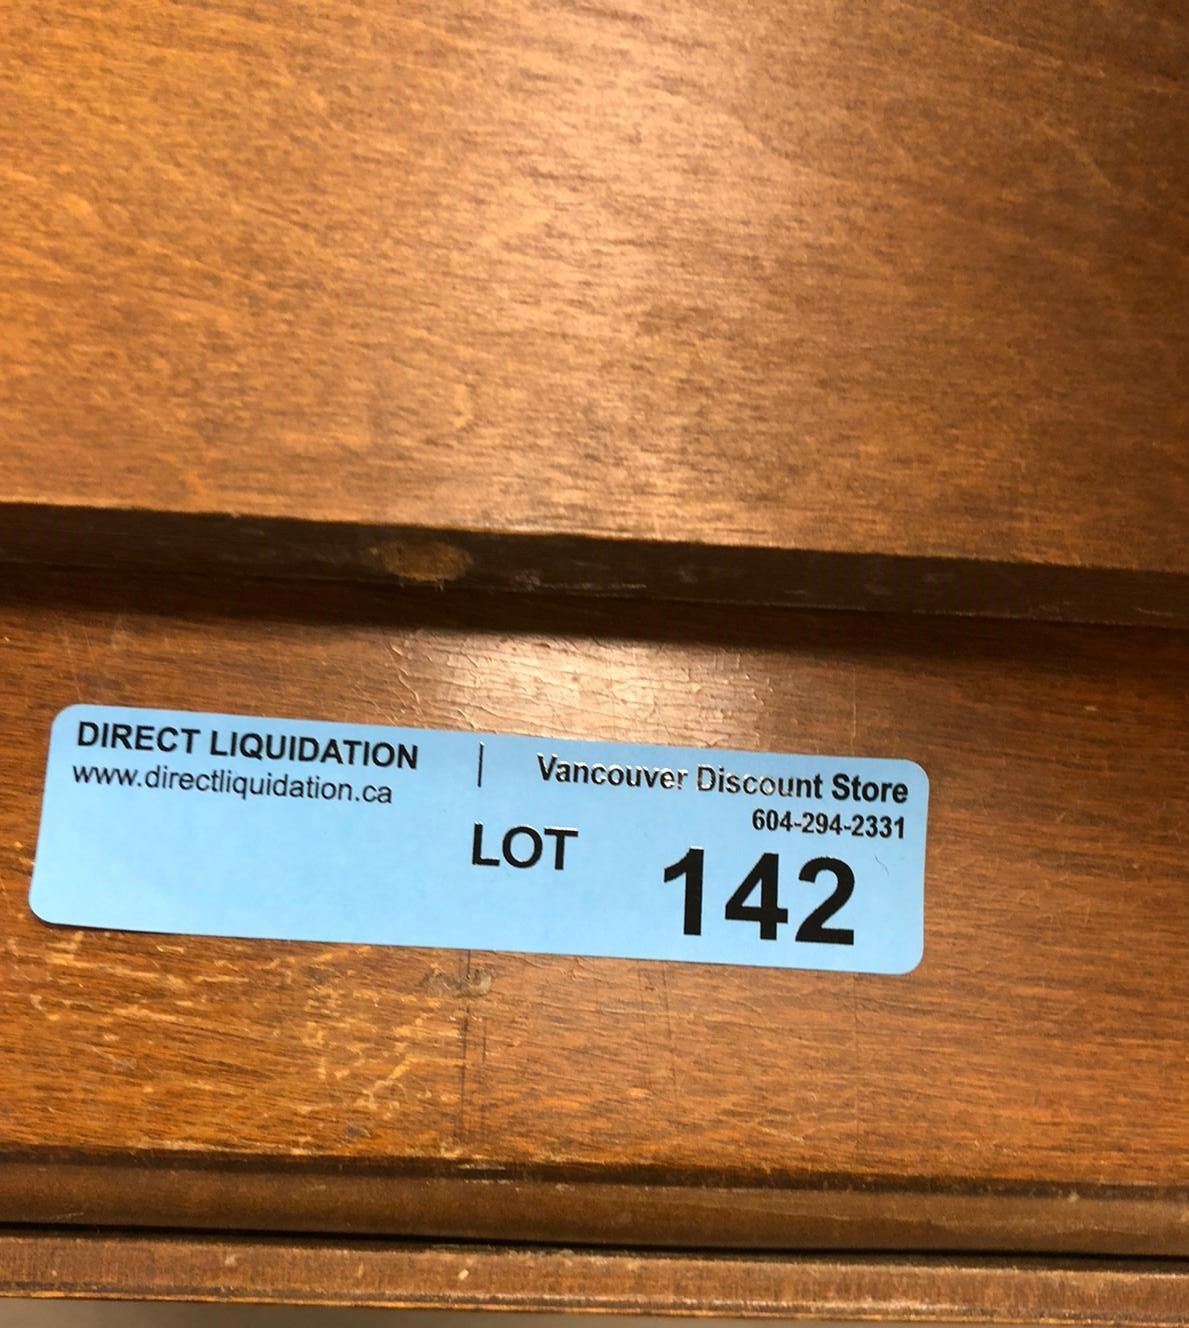 DIRECT LIQUIDATION | Vancouver Discount Store
www.directliquidation.ca 604-294-2331
LOT 142